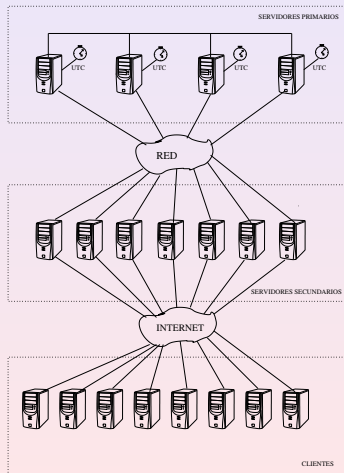 SERVIDORES PRIMARIOS
UTC UTC UTC UTC
RED
SERVIDORES SECUNDARIOS
INTERNET
CLIENTES